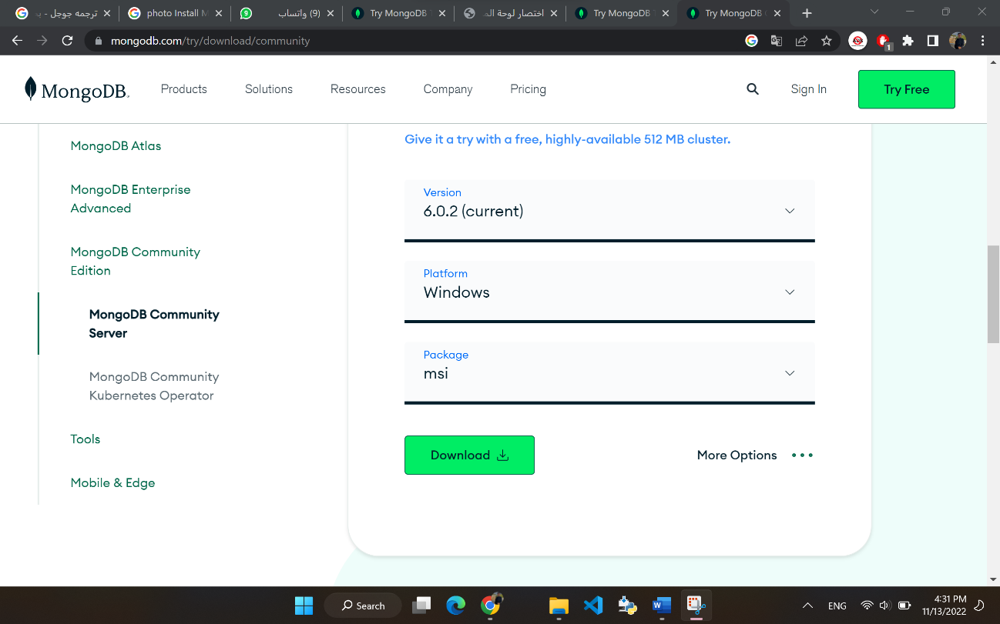 ترجمه جوجل - ب
photo Install M
9
(9) واتساب
Try MongoDB T
اختصار لوحة الم
Try MongoDB T
Try MongoDB
mongodb.com/try/download/community
1
MongoDB.
Products
Solutions
Resources
Company
Pricing
Sign In
Try Free
MongoDB Atlas
MongoDB Enterprise
Advanced
MongoDB Community
Edition
MongoDB Community
Server
MongoDB Community
Kubernetes Operator
Tools
Mobile & Edge
Give it a try with a free, highly-available 512 MB cluster.
Version
6.0.2 (current)
Platform
Windows
Package
msi
Download
More Options
Search
ENG
4:31 PM
11/13/2022